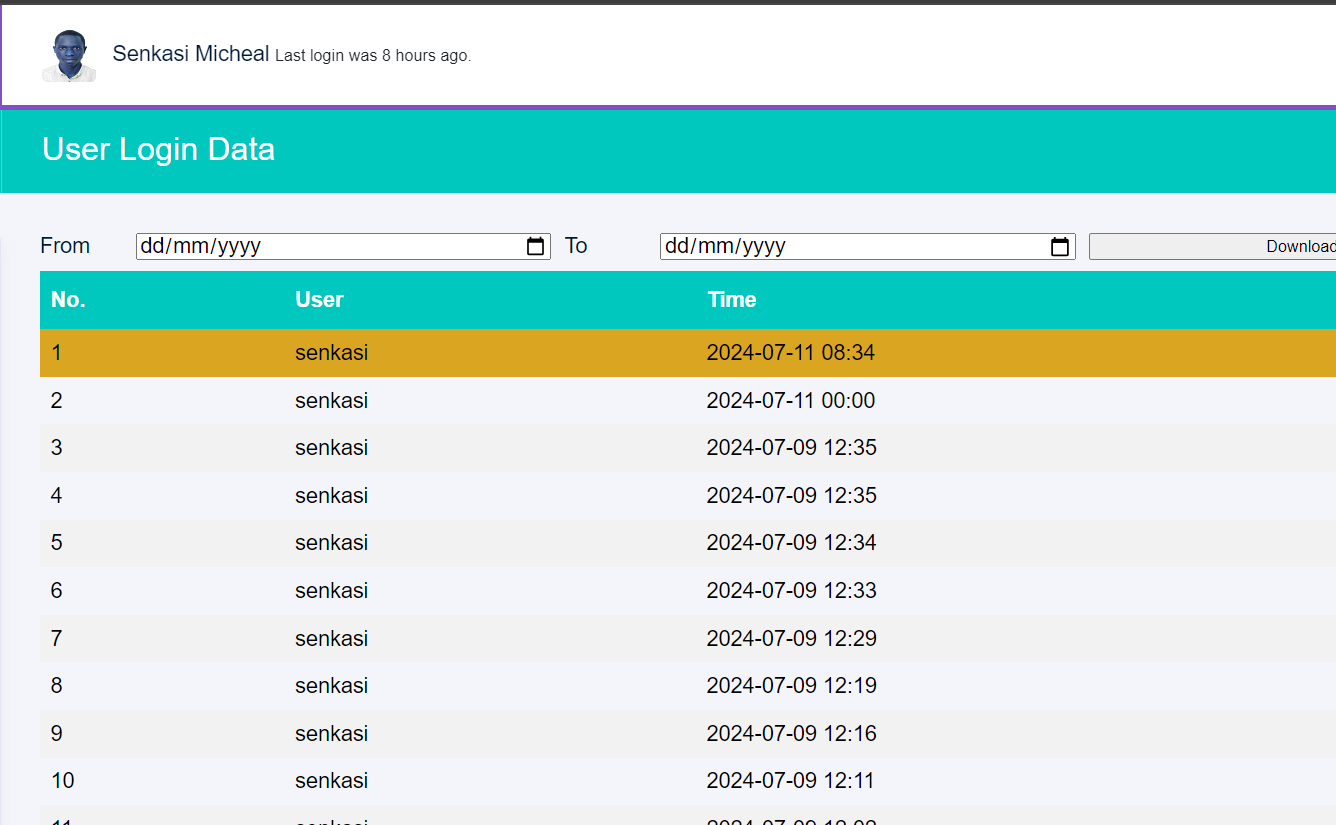 Senkasi Micheal Last login was 8 hours ago.
User Login Data
From dd/mm/yyyy To dd/mm/yyyy Download
No. User Time
1 senkasi 2024-07-11 08:34
2 senkasi 2024-07-11 00:00
3 senkasi 2024-07-09 12:35
4 senkasi 2024-07-09 12:35
5 senkasi 2024-07-09 12:34
6 senkasi 2024-07-09 12:33
7 senkasi 2024-07-09 12:29
8 senkasi 2024-07-09 12:19
9 senkasi 2024-07-09 12:16
10 senkasi 2024-07-09 12:11